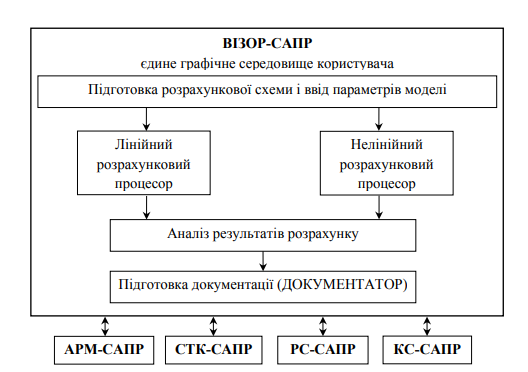 ВІЗОР-САПР
єдине графічне середовище користувача
Підготовка розрахункової схеми і ввід параметрів моделі
Лінійний
розрахунковий
процесор
Нелінійний
розрахунковий
процесор
Аналіз результатів розрахунку
Підготовка документації (ДОКУМЕНТАТОР)
АРМ-САПР
СТК-САПР
РС-САПР
КС-САПР